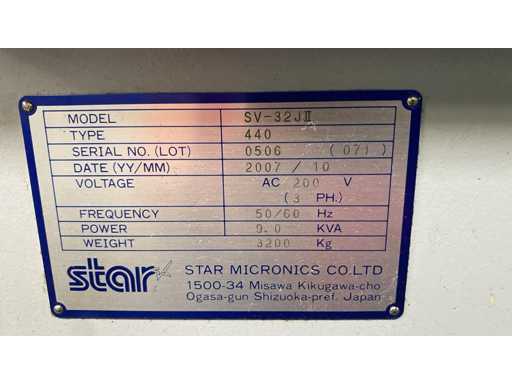 MODEL SV-32JⅡ
TYPE 440
SERIAL NO. (LOT) 0506 (071)
DATE (YY/MM) 2007 / 10
VOLTAGE AC 200 V
(3 PH.)
FREQUENCY 50/60 Hz
POWER 9.0 KVA
WEIGHT 3200 Kg
star STAR MICRONICS CO.LTD
1500-34 Misawa Kikugawa-cho
Ogasa-gun Shizuoka-pref. Japan